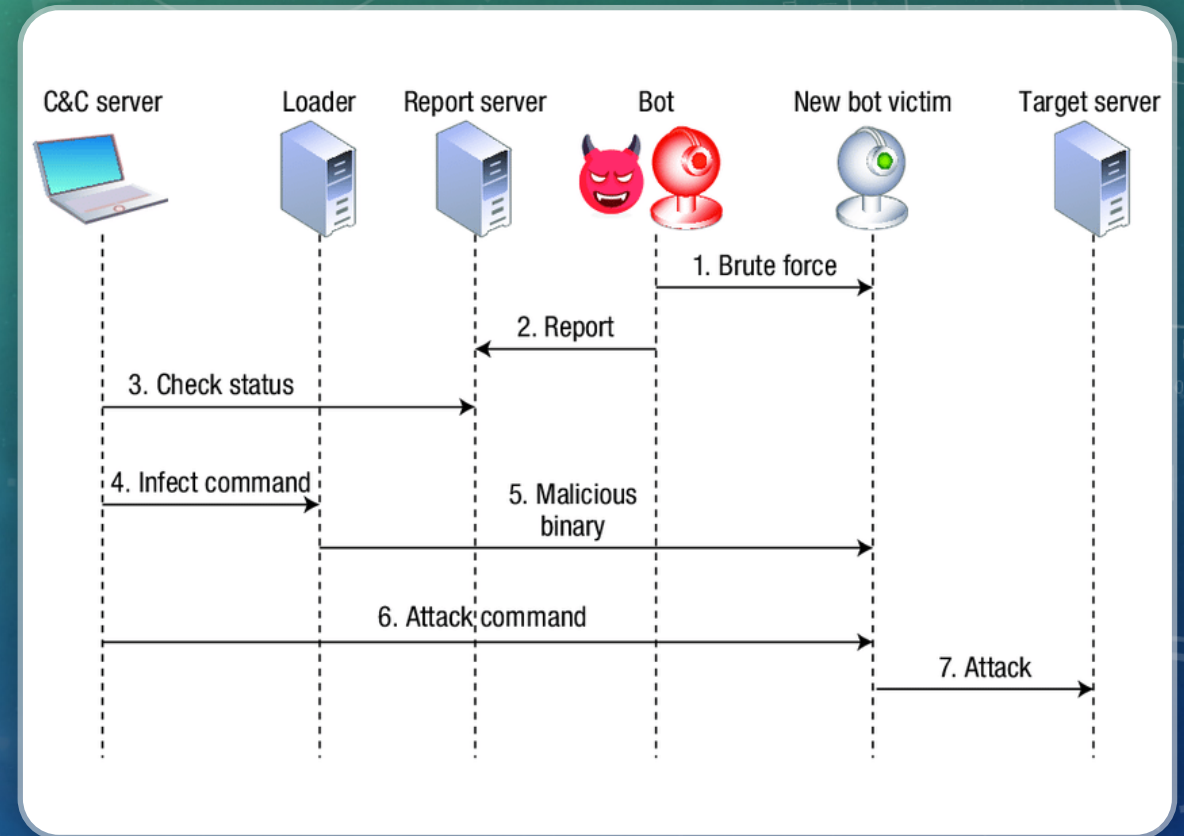 C&C server
Loader
Report server
Bot
New bot victim
Target server
1. Brute force
2. Report
3. Check status
4. Infect command
5. Malicious
binary
6. Attack command
7. Attack